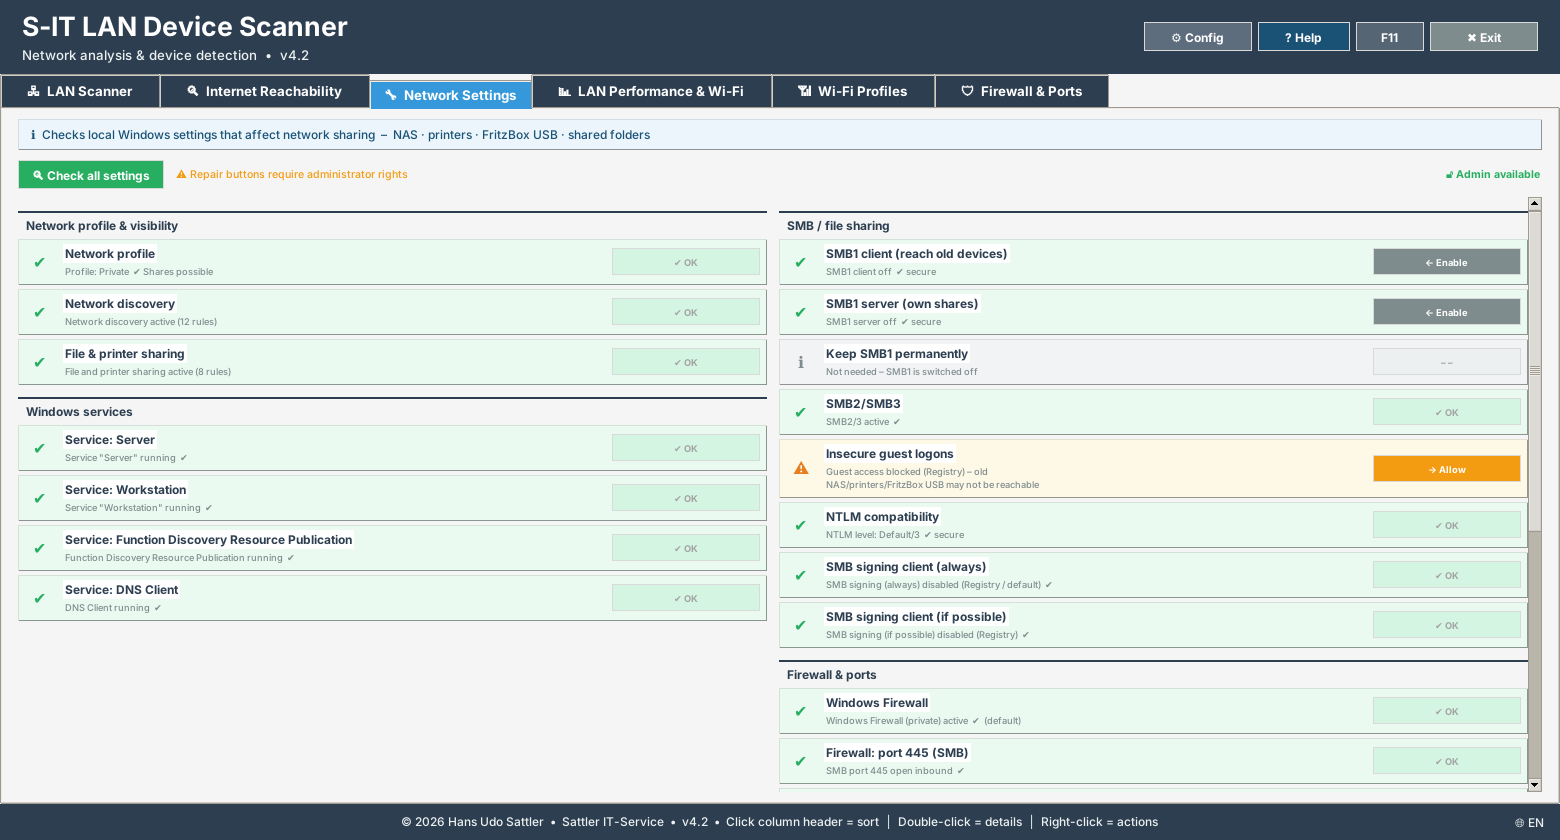 S-IT LAN Device Scanner
Network analysis & device detection • v4.2
⚙ Config
? Help
F11
✖ Exit
LAN Scanner
Internet Reachability
Network Settings
LAN Performance & Wi-Fi
Wi-Fi Profiles
Firewall & Ports
ℹ Checks local Windows settings that affect network sharing – NAS · printers · FritzBox USB · shared folders
Check all settings
⚠ Repair buttons require administrator rights
Admin available
Network profile & visibility
✔ Network profile
Profile: Private ✔ Shares possible
✔ OK
✔ Network discovery
Network discovery active (12 rules)
✔ OK
✔ File & printer sharing
File and printer sharing active (8 rules)
✔ OK
Windows services
✔ Service: Server
Service "Server" running ✔
✔ OK
✔ Service: Workstation
Service "Workstation" running ✔
✔ OK
✔ Service: Function Discovery Resource Publication
Function Discovery Resource Publication running ✔
✔ OK
✔ Service: DNS Client
DNS Client running ✔
✔ OK
SMB / file sharing
✔ SMB1 client (reach old devices)
SMB1 client off ✔ secure
← Enable
✔ SMB1 server (own shares)
SMB1 server off ✔ secure
← Enable
ℹ Keep SMB1 permanently
Not needed – SMB1 is switched off
– –
✔ SMB2/SMB3
SMB2/3 active ✔
✔ OK
⚠ Insecure guest logons
Guest access blocked (Registry) – old
NAS/printers/FritzBox USB may not be reachable
→ Allow
✔ NTLM compatibility
NTLM level: Default/3 ✔ secure
✔ OK
✔ SMB signing client (always)
SMB signing (always) disabled (Registry / default) ✔
✔ OK
✔ SMB signing client (if possible)
SMB signing (if possible) disabled (Registry) ✔
✔ OK
Firewall & ports
✔ Windows Firewall
Windows Firewall (private) active ✔ (default)
✔ OK
✔ Firewall: port 445 (SMB)
SMB port 445 open inbound ✔
✔ OK
© 2026 Hans Udo Sattler • Sattler IT-Service • v4.2 • Click column header = sort │ Double-click = details │ Right-click = actions
EN